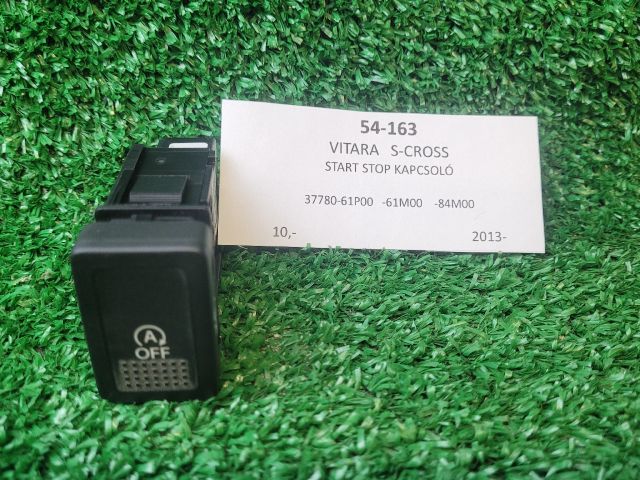 54-163
VITARA S-CROSS
START STOP KAPCSOLÓ
37780-61P00 -61M00 -84M00
10,- 2013-
A
OFF